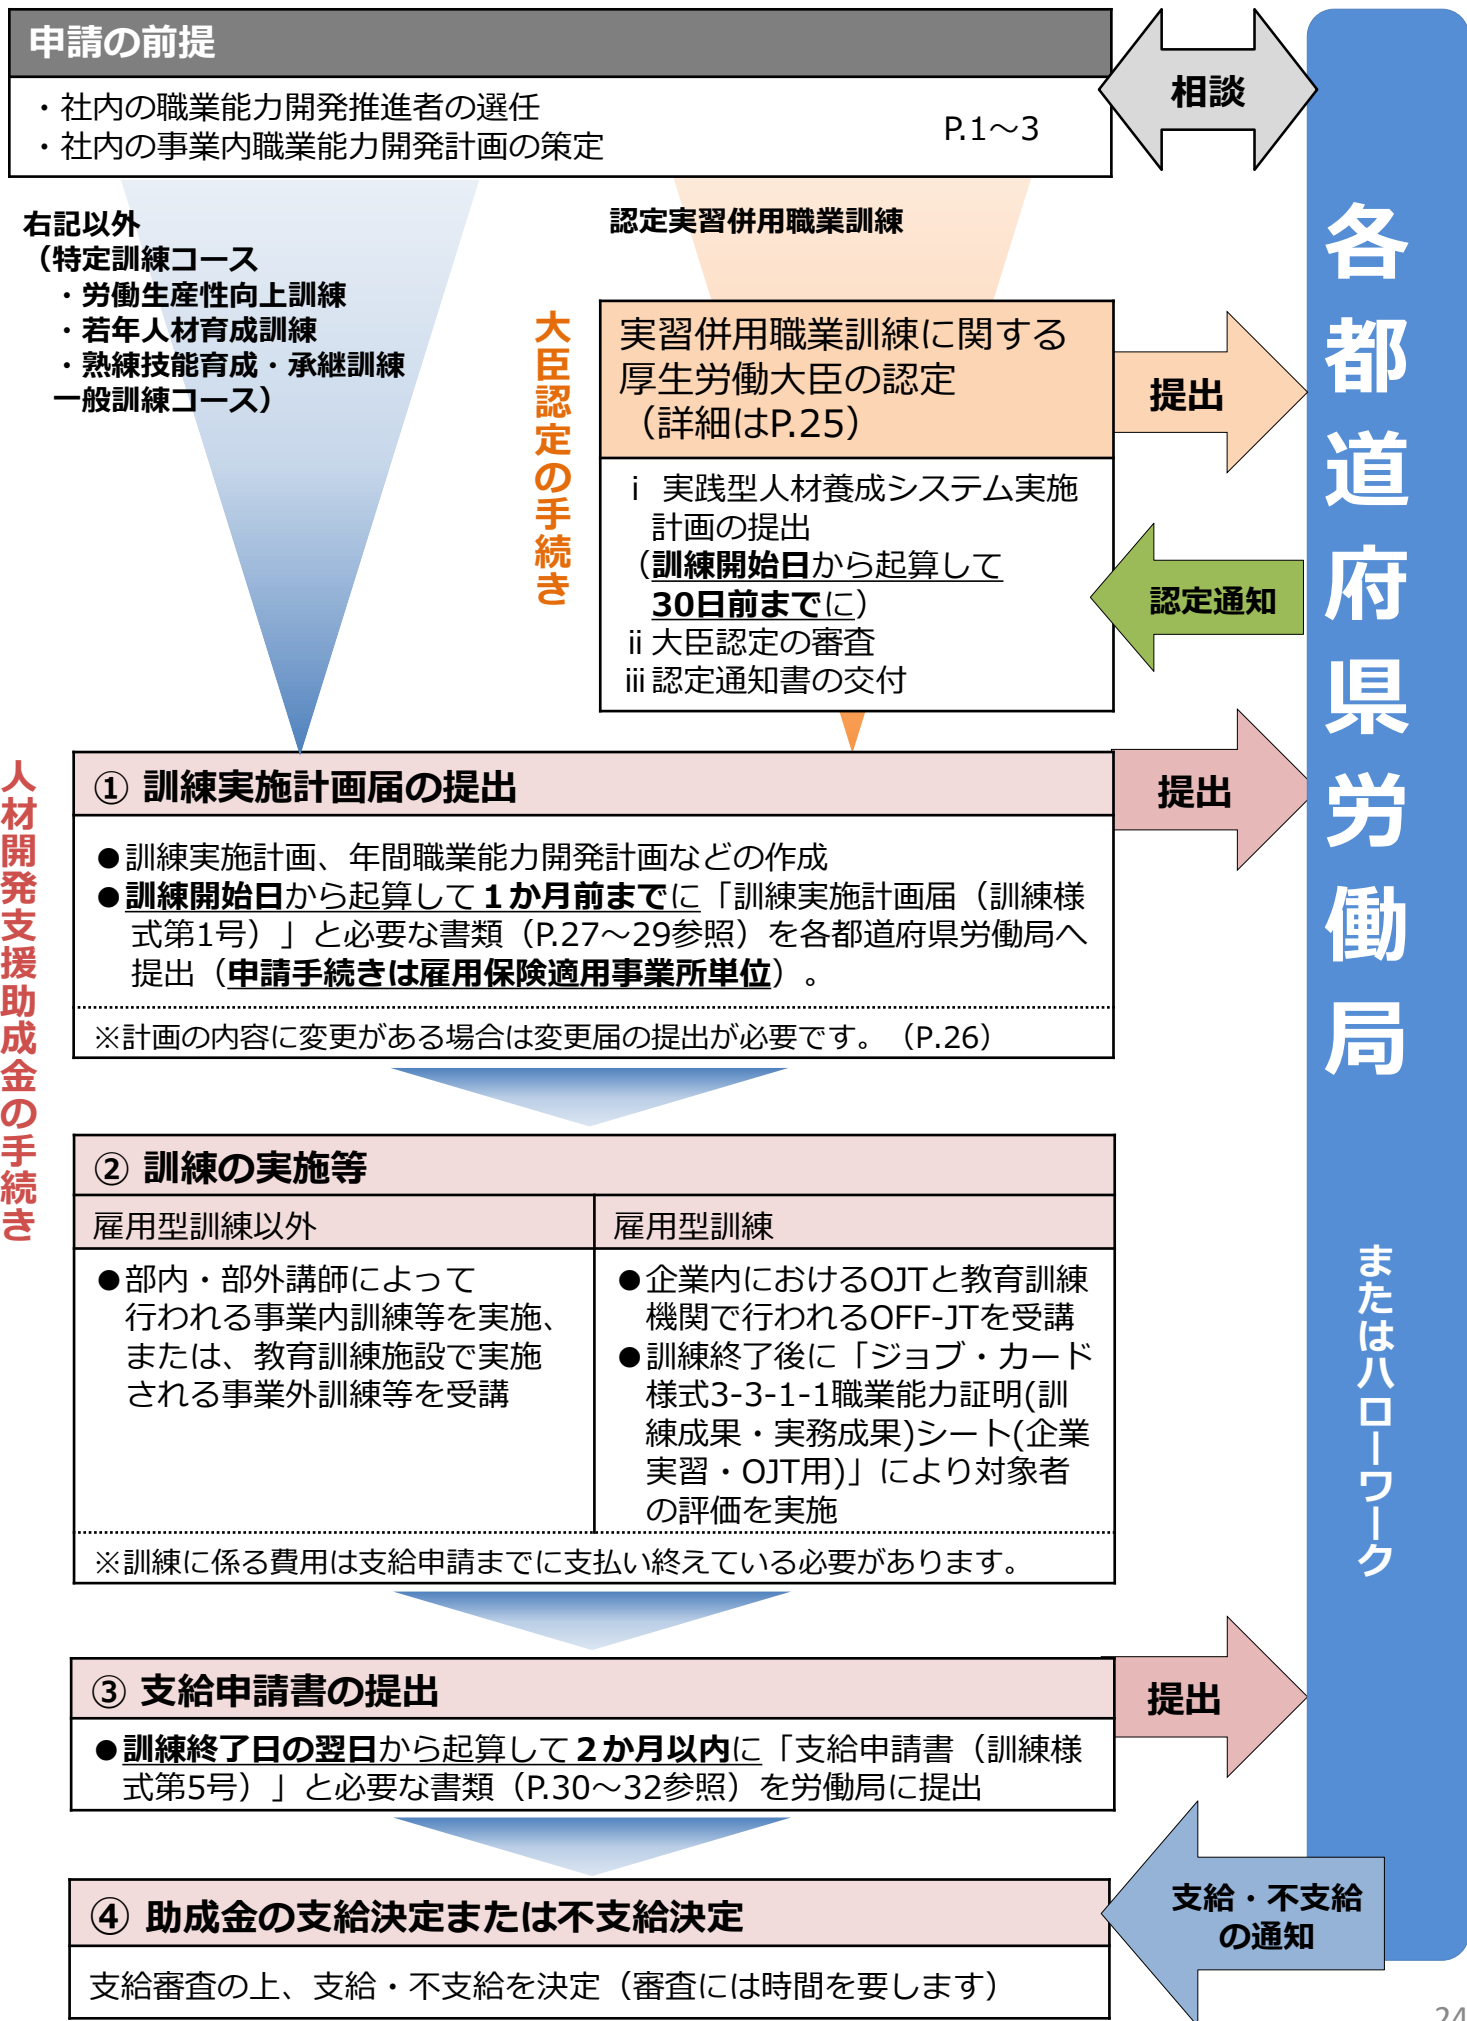 申請の前提
・社内の職業能力開発推進者の選任
・社内の事業内職業能力開発計画の策定
P.1～3
相談
右記以外
（特定訓練コース
・労働生産性向上訓練
・若年人材育成訓練
・熟練技能育成・承継訓練
一般訓練コース）
認定実習併用職業訓練
大臣認定の手続き
実習併用職業訓練に関する
厚生労働大臣の認定
（詳細はP.25）
提出
ⅰ 実践型人材養成システム実施
計画の提出
（訓練開始日から起算して
30日前までに）
ⅱ 大臣認定の審査
ⅲ 認定通知書の交付
認定通知
各都道府県労働局
またはハローワーク
人材開発支援助成金の手続き
① 訓練実施計画届の提出
提出
●訓練実施計画、年間職業能力開発計画などの作成
●訓練開始日から起算して１か月前までに「訓練実施計画届（訓練様
式第1号）」と必要な書類（P.27～29参照）を各都道府県労働局へ
提出（申請手続きは雇用保険適用事業所単位）。
※計画の内容に変更がある場合は変更届の提出が必要です。（P.26）
② 訓練の実施等
雇用型訓練以外
●部内・部外講師によって
行われる事業内訓練等を実施、
または、教育訓練施設で実施
される事業外訓練等を受講
雇用型訓練
●企業内におけるOJTと教育訓練
機関で行われるOFF-JTを受講
●訓練終了後に「ジョブ・カード
様式3-3-1-1職業能力証明(訓
練成果・実務成果)シート(企業
実習・OJT用)」により対象者
の評価を実施
※訓練に係る費用は支給申請までに支払い終えている必要があります。
③ 支給申請書の提出
提出
●訓練終了日の翌日から起算して２か月以内に「支給申請書（訓練様
式第5号）」と必要な書類（P.30～32参照）を労働局に提出
④ 助成金の支給決定または不支給決定
支給・不支給
の通知
支給審査の上、支給・不支給を決定（審査には時間を要します）
24